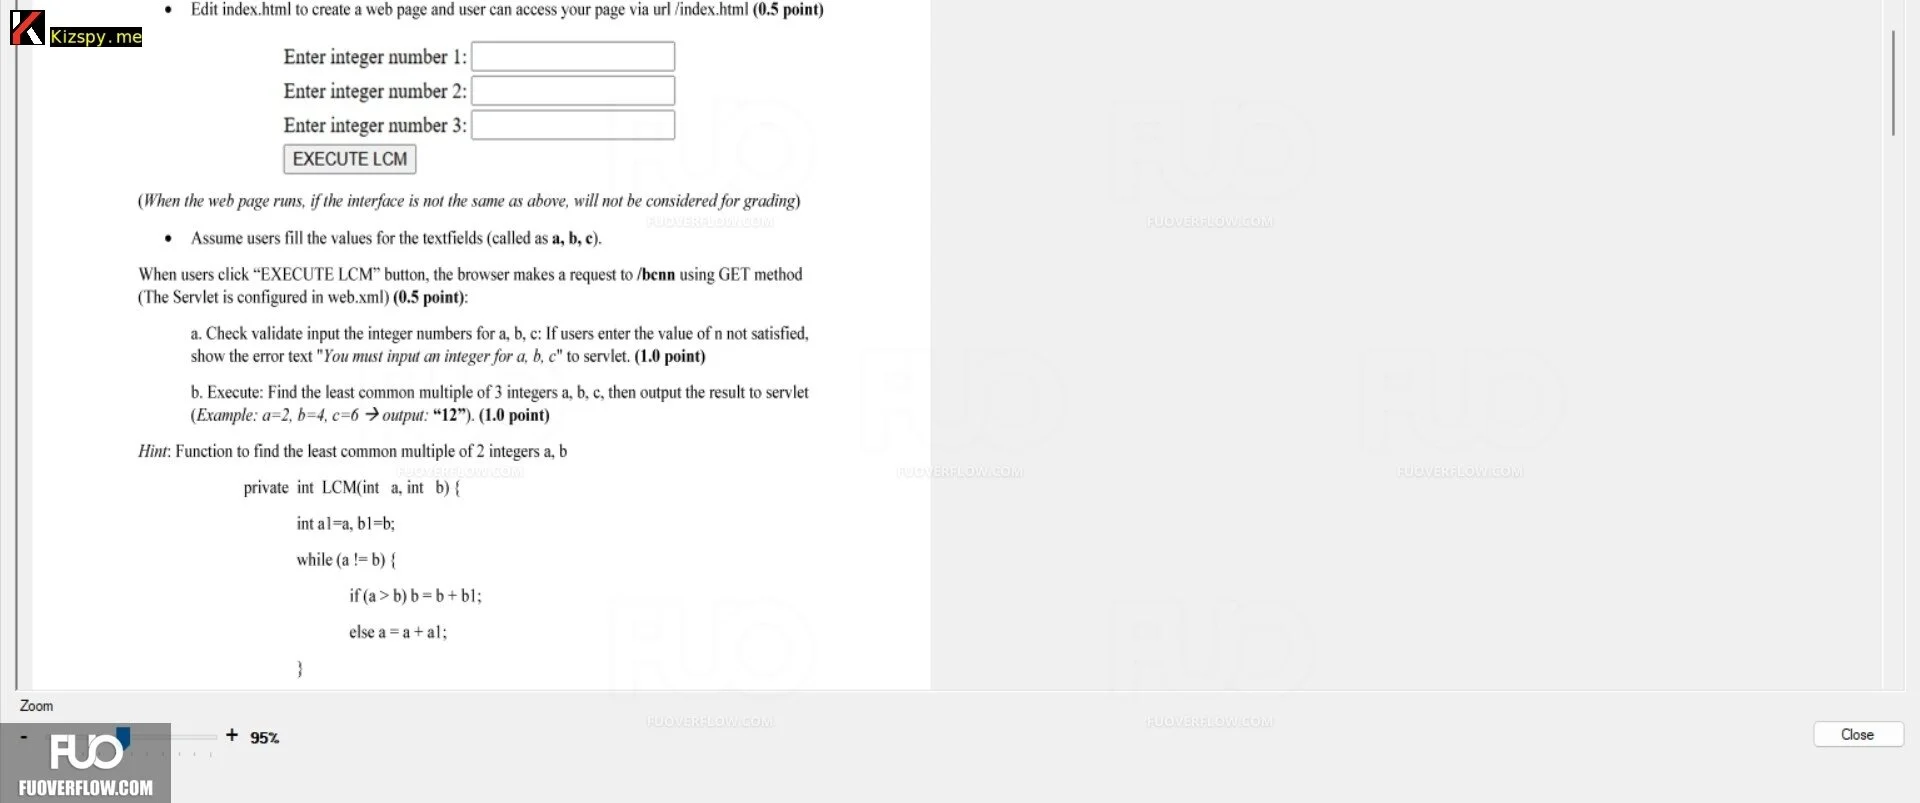 • Edit index.html to create a web page and user can access your page via url /index.html (0.5 point)
Kizspy.me
Enter integer number 1:
Enter integer number 2:
Enter integer number 3:
EXECUTE LCM
(When the web page runs, if the interface is not the same as above, will not be considered for grading)
FUOVERFLOW.COM
FUOVERFLOW.COM
• Assume users fill the values for the textfields (called as a, b, c).
When users click “EXECUTE LCM” button, the browser makes a request to /bcnn using GET method
(The Servlet is configured in web.xml) (0.5 point):
a. Check validate input the integer numbers for a, b, c: If users enter the value of n not satisfied,
show the error text "You must input an integer for a, b, c" to servlet. (1.0 point)
b. Execute: Find the least common multiple of 3 integers a, b, c, then output the result to servlet
(Example: a=2, b=4, c=6 → output: “12”). (1.0 point)
Hint: Function to find the least common multiple of 2 integers a, b
FUOVERFLOW.COM
FUOVERFLOW.COM
FUOVERFLOW.COM
private int LCM(int a, int b) {
int a1=a, b1=b;
while (a != b) {
if (a > b) b = b + b1;
else a = a + a1;
}
Zoom
FUOVERFLOW.COM
FUOVERFLOW.COM
- + 95%
Close
FUO
FUOVERFLOW.COM